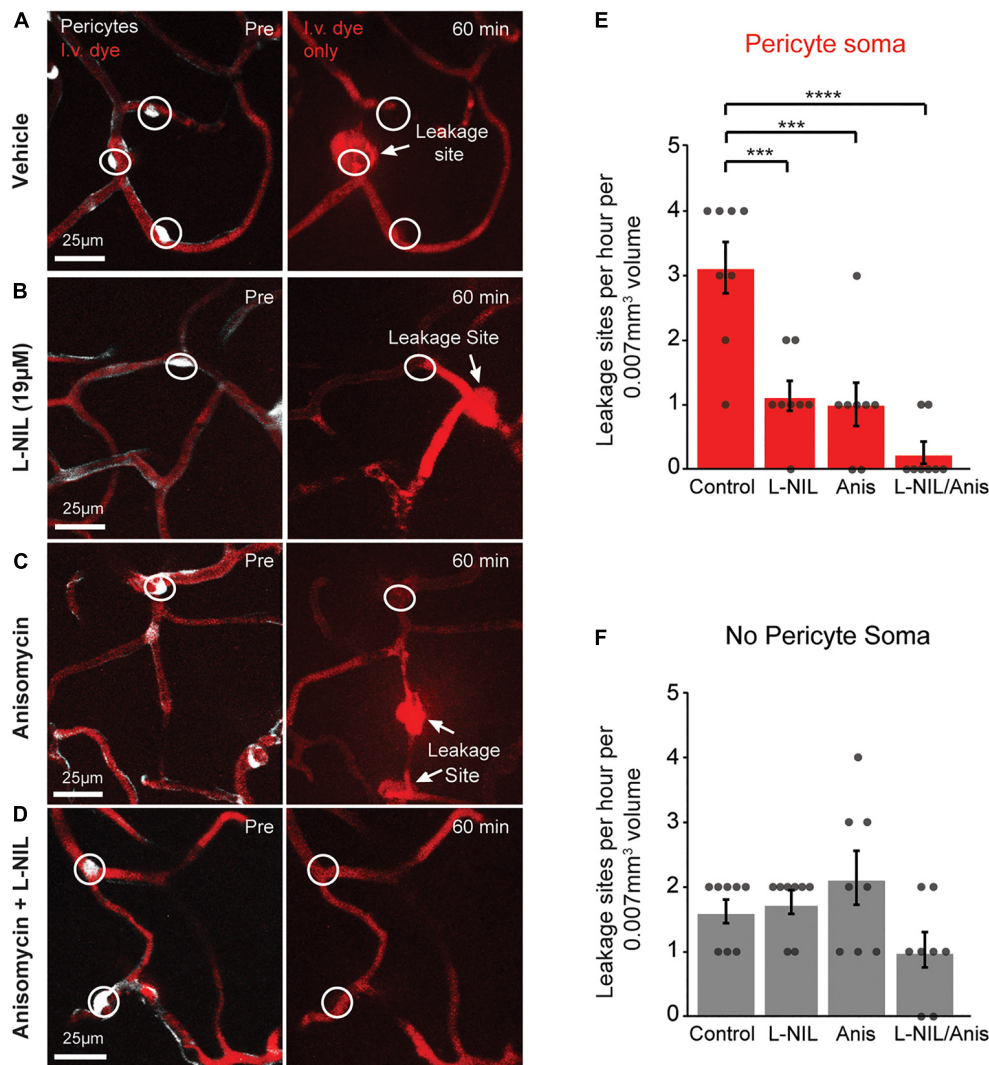 A
Vehicle
Pericytes
I.v. dye
Pre
25µm
I.v. dye
only
60 min
Leakage
site
B
L-NIL (19µM)
Pre
25µm
60 min
Leakage Site
C
Anisomycin
Pre
25µm
60 min
Leakage
Site
D
Anisomycin + L-NIL
Pre
25µm
60 min
E
Pericyte soma
Leakage sites per hour per
0.007mm³ volume
5
4
3
2
1
0
****
***
***
Control L-NIL Anis L-NIL/Anis
F
No Pericyte Soma
Leakage sites per hour per
0.007mm³ volume
5
4
3
2
1
0
Control L-NIL Anis L-NIL/Anis